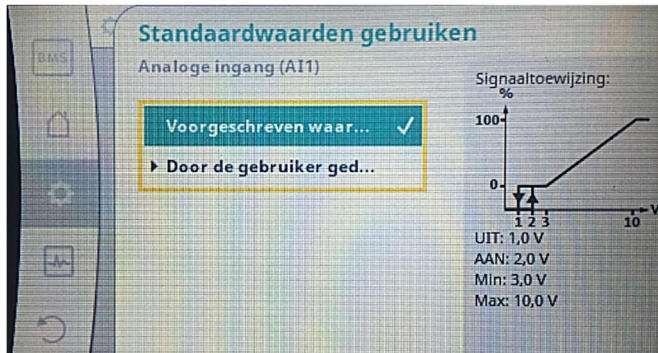 Standaardwaarden gebruiken
BMS
Analoge ingang (AI1)
Voorgeschreven waar...
Door de gebruiker ged...
Signaaltoewijzing:
%
100
0
1 2 3 10 V
UIT: 1,0 V
AAN: 2,0 V
Min: 3,0 V
Max: 10,0 V